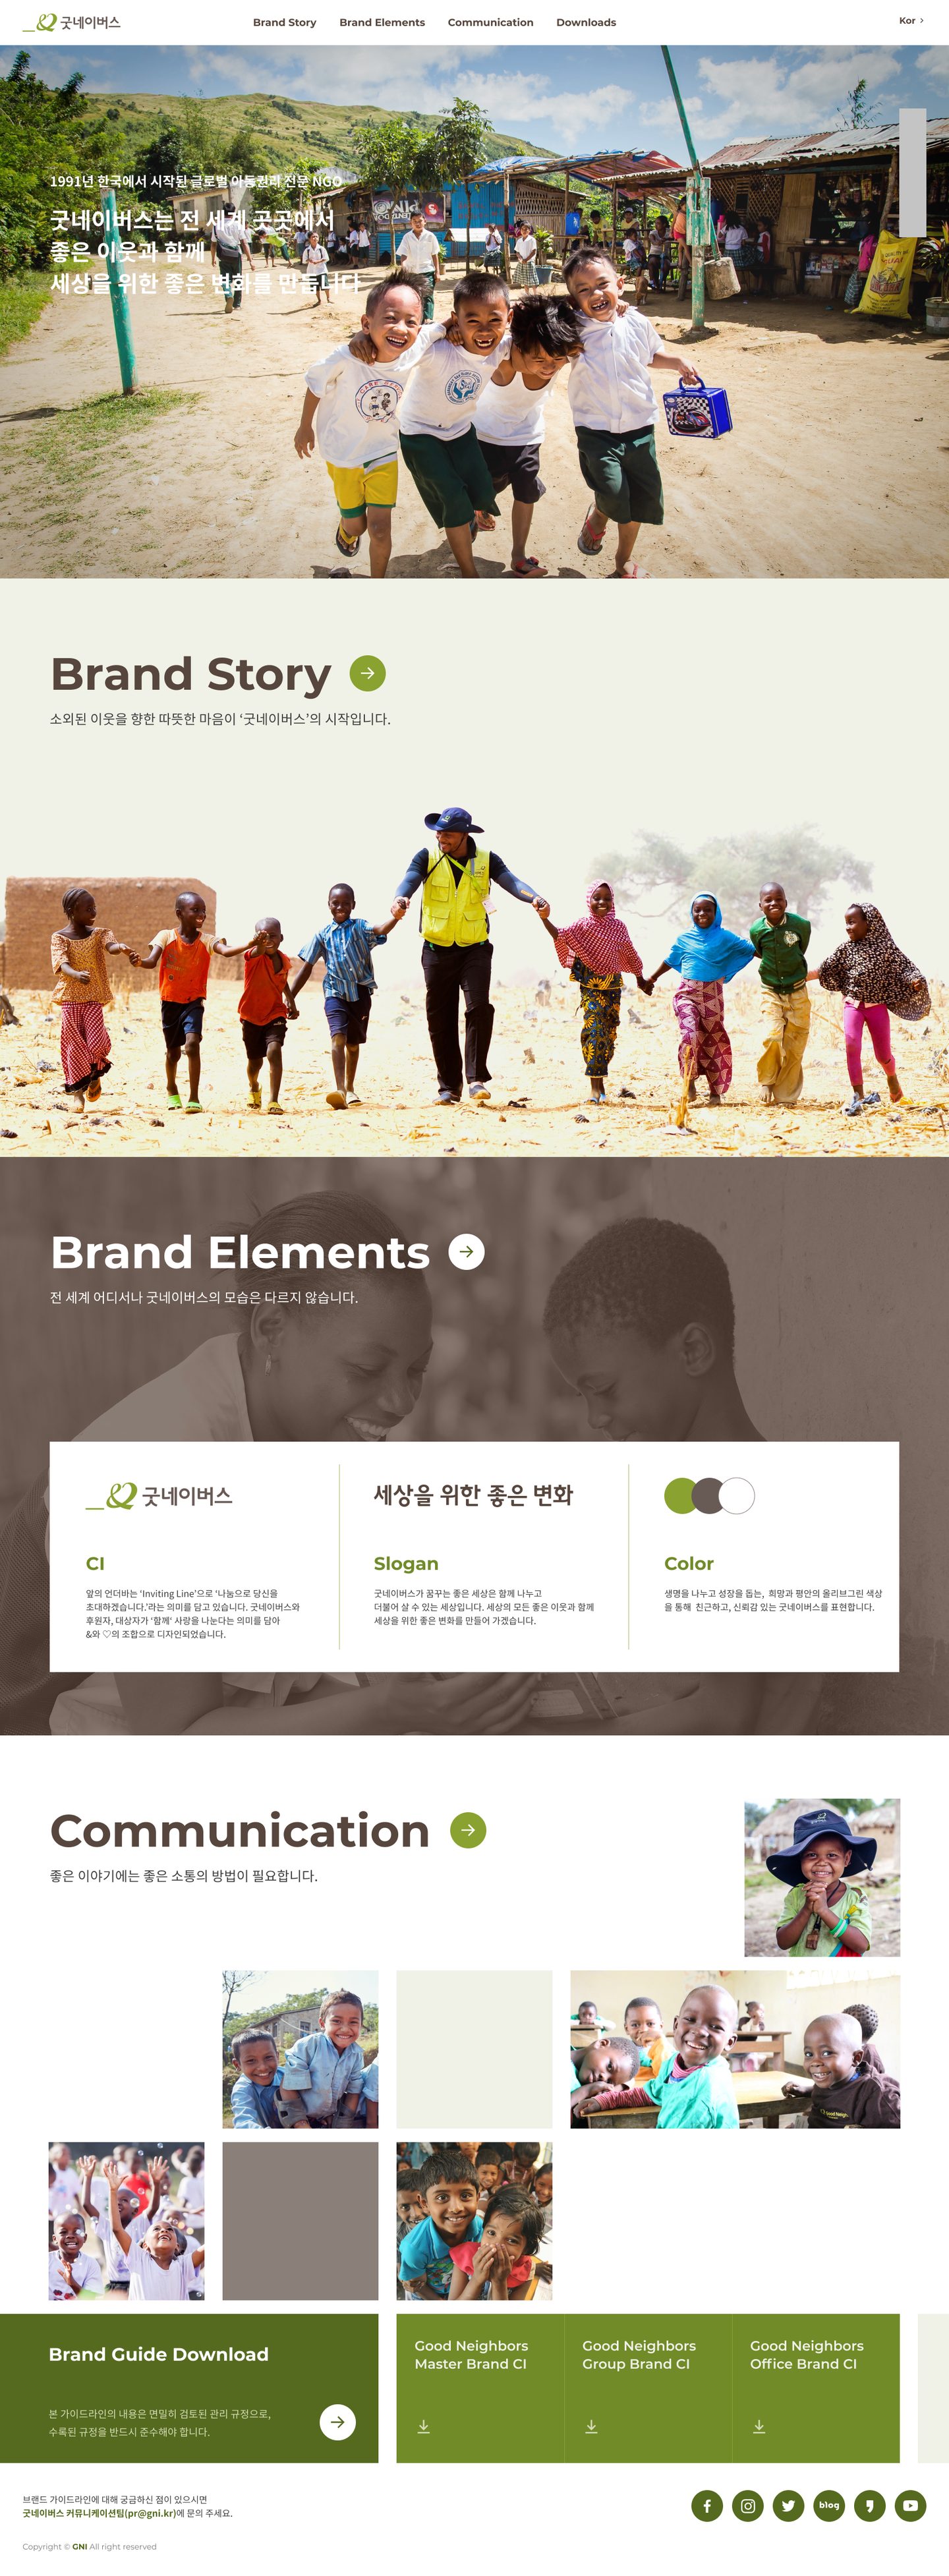 굿네이버스
Brand Story
Brand Elements
Communication
Downloads
Kor
1991년 한국에서 시작된 글로벌 아동권리 전문 NGO
굿네이버스는 전 세계 곳곳에서
좋은 이웃과 함께
세상을 위한 좋은 변화를 만듭니다
Brand Story
소외된 이웃을 향한 따뜻한 마음이 ‘굿네이버스’의 시작입니다.
Brand Elements
전 세계 어디서나 굿네이버스의 모습은 다르지 않습니다.
굿네이버스
CI
앞의 언더바는 ‘Inviting Line’으로 ‘나눔으로 당신을
초대하겠습니다.’라는 의미를 담고 있습니다. 굿네이버스와
후원자, 대상자가 ‘함께’ 사랑을 나눈다는 의미를 담아
&와 ♡의 조합으로 디자인되었습니다.
세상을 위한 좋은 변화
Slogan
굿네이버스가 꿈꾸는 좋은 세상은 함께 나누고
더불어 살 수 있는 세상입니다. 세상의 모든 좋은 이웃과 함께
세상을 위한 좋은 변화를 만들어 가겠습니다.
Color
생명을 나누고 성장을 돕는, 희망과 평안의 올리브그린 색상
을 통해 친근하고, 신뢰감 있는 굿네이버스를 표현합니다.
Communication
좋은 이야기에는 좋은 소통의 방법이 필요합니다.
Brand Guide Download
본 가이드라인의 내용은 면밀히 검토된 관리 규정으로,
수록된 규정을 반드시 준수해야 합니다.
Good Neighbors
Master Brand CI
Good Neighbors
Group Brand CI
Good Neighbors
Office Brand CI
브랜드 가이드라인에 대해 궁금하신 점이 있으시면
굿네이버스 커뮤니케이션팀(pr@gni.kr)에 문의 주세요.
blog
Copyright © GNI All right reserved